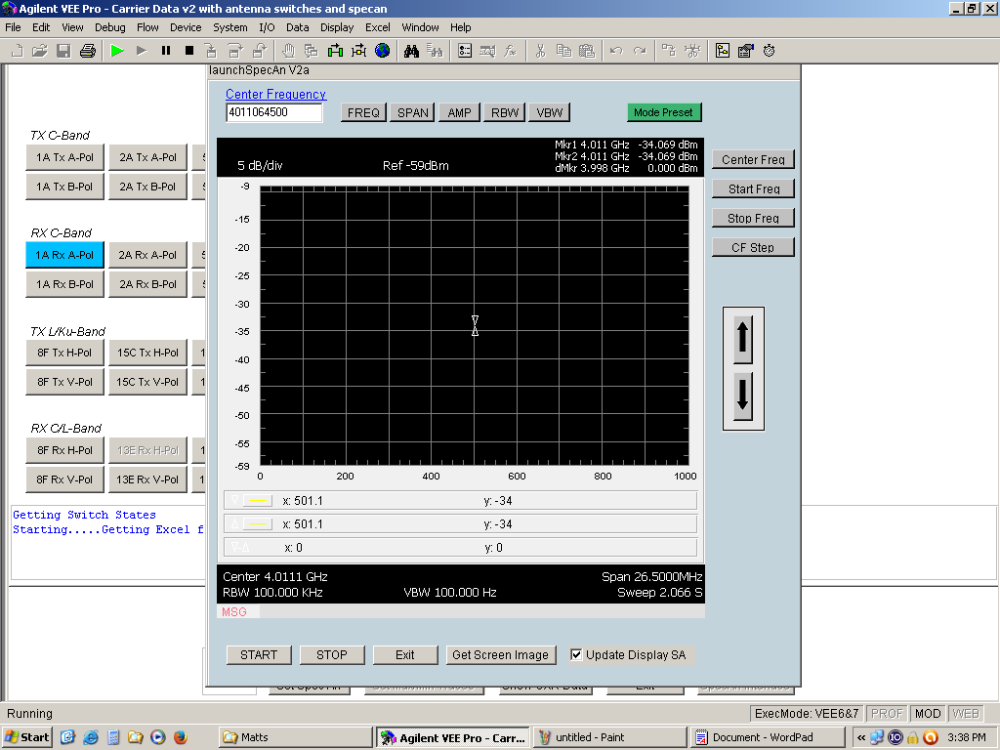 Agilent VEE Pro - Carrier Data v2 with antenna switches and specan
File Edit View Debug Flow Device System I/O Data Display Excel Window Help
launchSpecAn V2a
Center Frequency
4011064500 FREQ SPAN AMP RBW VBW Mode Preset
TX C-Band
1A Tx A-Pol 2A Tx A-Pol
1A Tx B-Pol 2A Tx B-Pol
RX C-Band
1A Rx A-Pol 2A Rx A-Pol
1A Rx B-Pol 2A Rx B-Pol
TX L/Ku-Band
8F Tx H-Pol 15C Tx H-Pol
8F Tx V-Pol 15C Tx V-Pol
RX C/L-Band
8F Rx H-Pol 13E Rx H-Pol
8F Rx V-Pol 13E Rx V-Pol
Getting Switch States
Starting.....Getting Excel f
Mkr1 4.011 GHz -34.069 dBm
Mkr2 4.011 GHz -34.069 dBm
dMkr 3.998 GHz 0.000 dBm
5 dB/div Ref -59dBm
-9
-15
-20
-25
-30
-35
-40
-45
-50
-55
-59
0 200 400 600 800 1000
x: 501.1 y: -34
x: 501.1 y: -34
x: 0 y: 0
Center 4.0111 GHz Span 26.5000MHz
RBW 100.000 KHz VBW 100.000 Hz Sweep 2.066 S
MSG
Center Freq
Start Freq
Stop Freq
CF Step
START STOP Exit Get Screen Image Update Display SA
Running ExecMode: VEE6&7 PROF MOD WEB
Start Matts Agilent VEE Pro - Carr... untitled - Paint Document - WordPad 3:38 PM